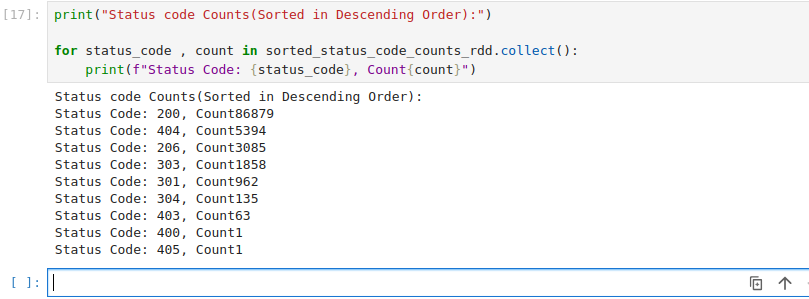 [17]: print("Status code Counts(Sorted in Descending Order):")
for status_code , count in sorted_status_code_counts_rdd.collect():
    print(f"Status Code: {status_code}, Count{count}")
Status code Counts(Sorted in Descending Order):
Status Code: 200, Count86879
Status Code: 404, Count5394
Status Code: 206, Count3085
Status Code: 303, Count1858
Status Code: 301, Count962
Status Code: 304, Count135
Status Code: 403, Count63
Status Code: 400, Count1
Status Code: 405, Count1
[ ]: